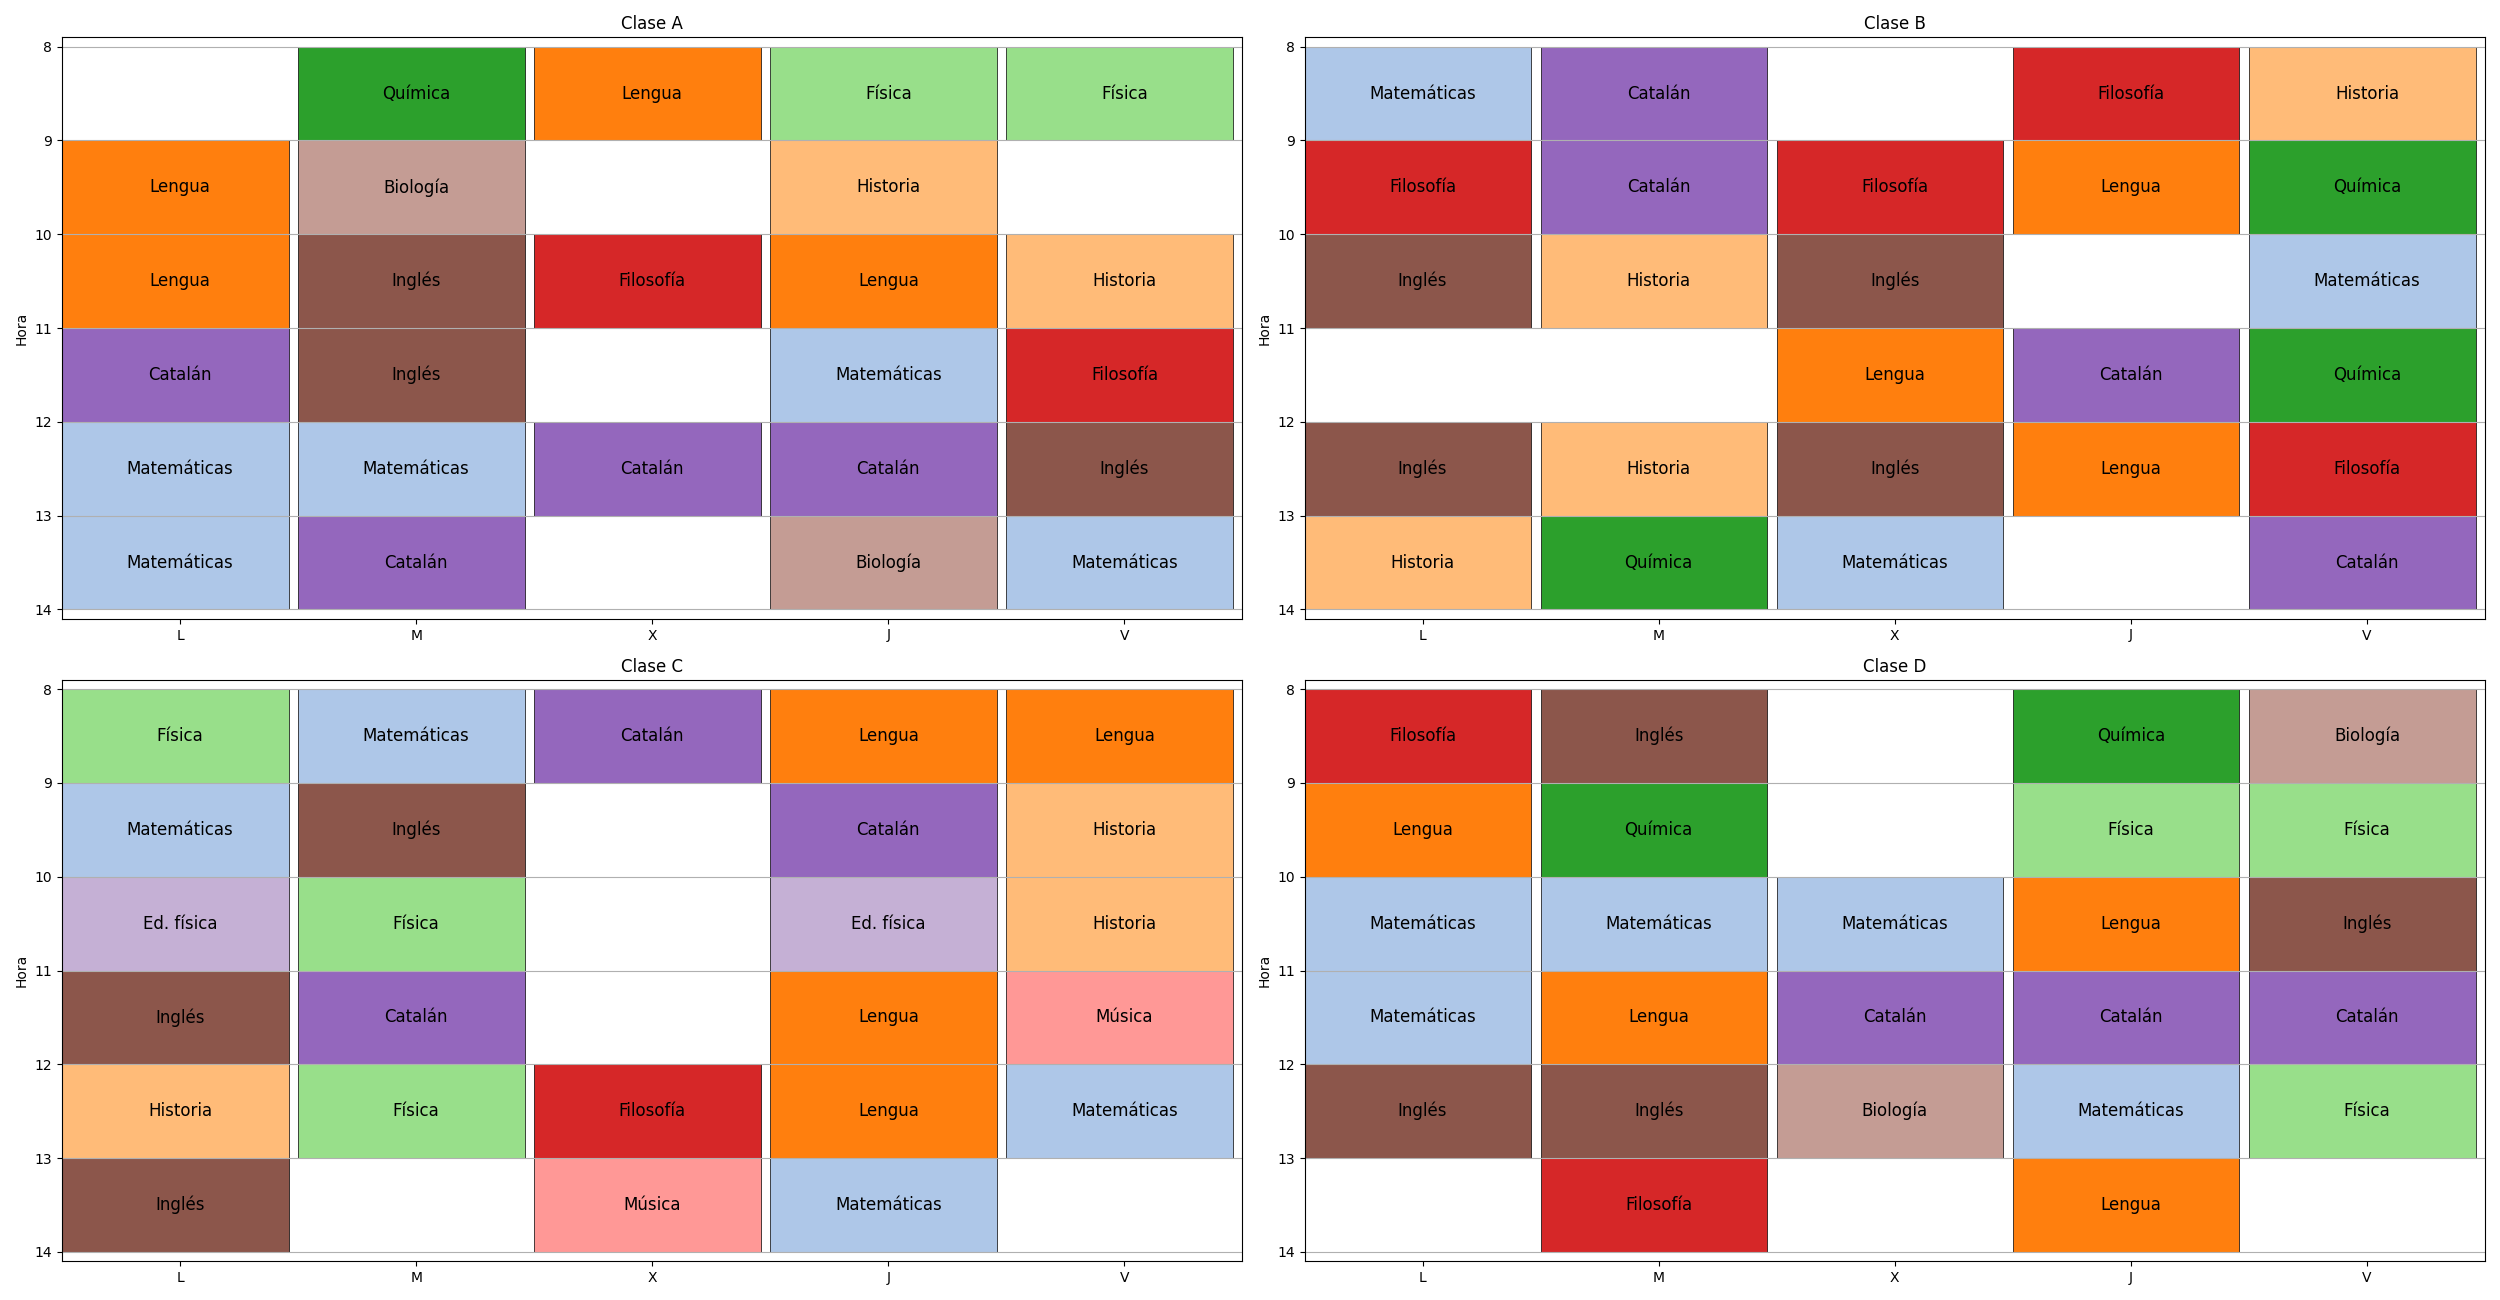 Clase A
8 Química Lengua Física Física
9 Lengua Biología Historia
10 Lengua Inglés Filosofía Lengua Historia
11 Catalán Inglés Matemáticas Filosofía
12 Matemáticas Matemáticas Catalán Catalán Inglés
13 Matemáticas Catalán Biología Matemáticas
14
Hora
L M X J V
Clase B
8 Matemáticas Catalán Filosofía Historia
9 Filosofía Catalán Filosofía Lengua Química
10 Inglés Historia Inglés Matemáticas
11 Lengua Catalán Química
12 Inglés Historia Inglés Lengua Filosofía
13 Historia Química Matemáticas Catalán
14
Hora
L M X J V
Clase C
8 Física Matemáticas Catalán Lengua Lengua
9 Matemáticas Inglés Catalán Historia
10 Ed. física Física Ed. física Historia
11 Inglés Catalán Lengua Música
12 Historia Física Filosofía Lengua Matemáticas
13 Inglés Música Matemáticas
14
Hora
L M X J V
Clase D
8 Filosofía Inglés Química Biología
9 Lengua Química Física Física
10 Matemáticas Matemáticas Matemáticas Lengua Inglés
11 Matemáticas Lengua Catalán Catalán Catalán
12 Inglés Inglés Biología Matemáticas Física
13 Filosofía Lengua
14
Hora
L M X J V